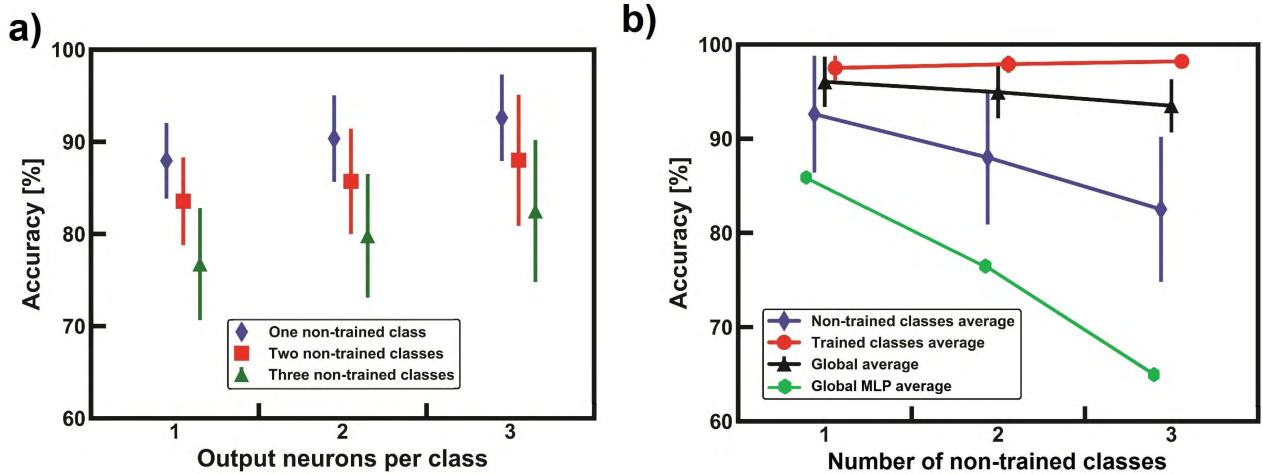 a)
100
90
80
70
60
Accuracy [%]
One non-trained class
Two non-trained classes
Three non-trained classes
1 2 3
Output neurons per class
b)
100
90
80
70
60
Accuracy [%]
Non-trained classes average
Trained classes average
Global average
Global MLP average
1 2 3
Number of non-trained classes